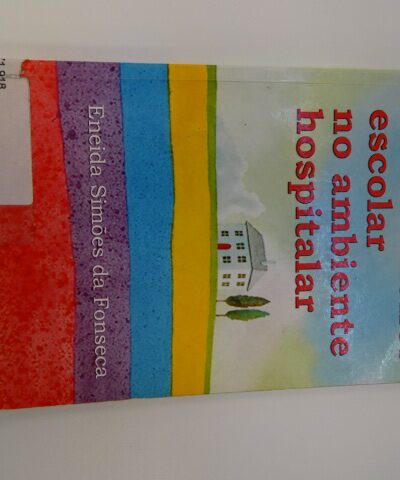 escolar
no ambiente
hospitalar
Eneida Simões da Fonseca